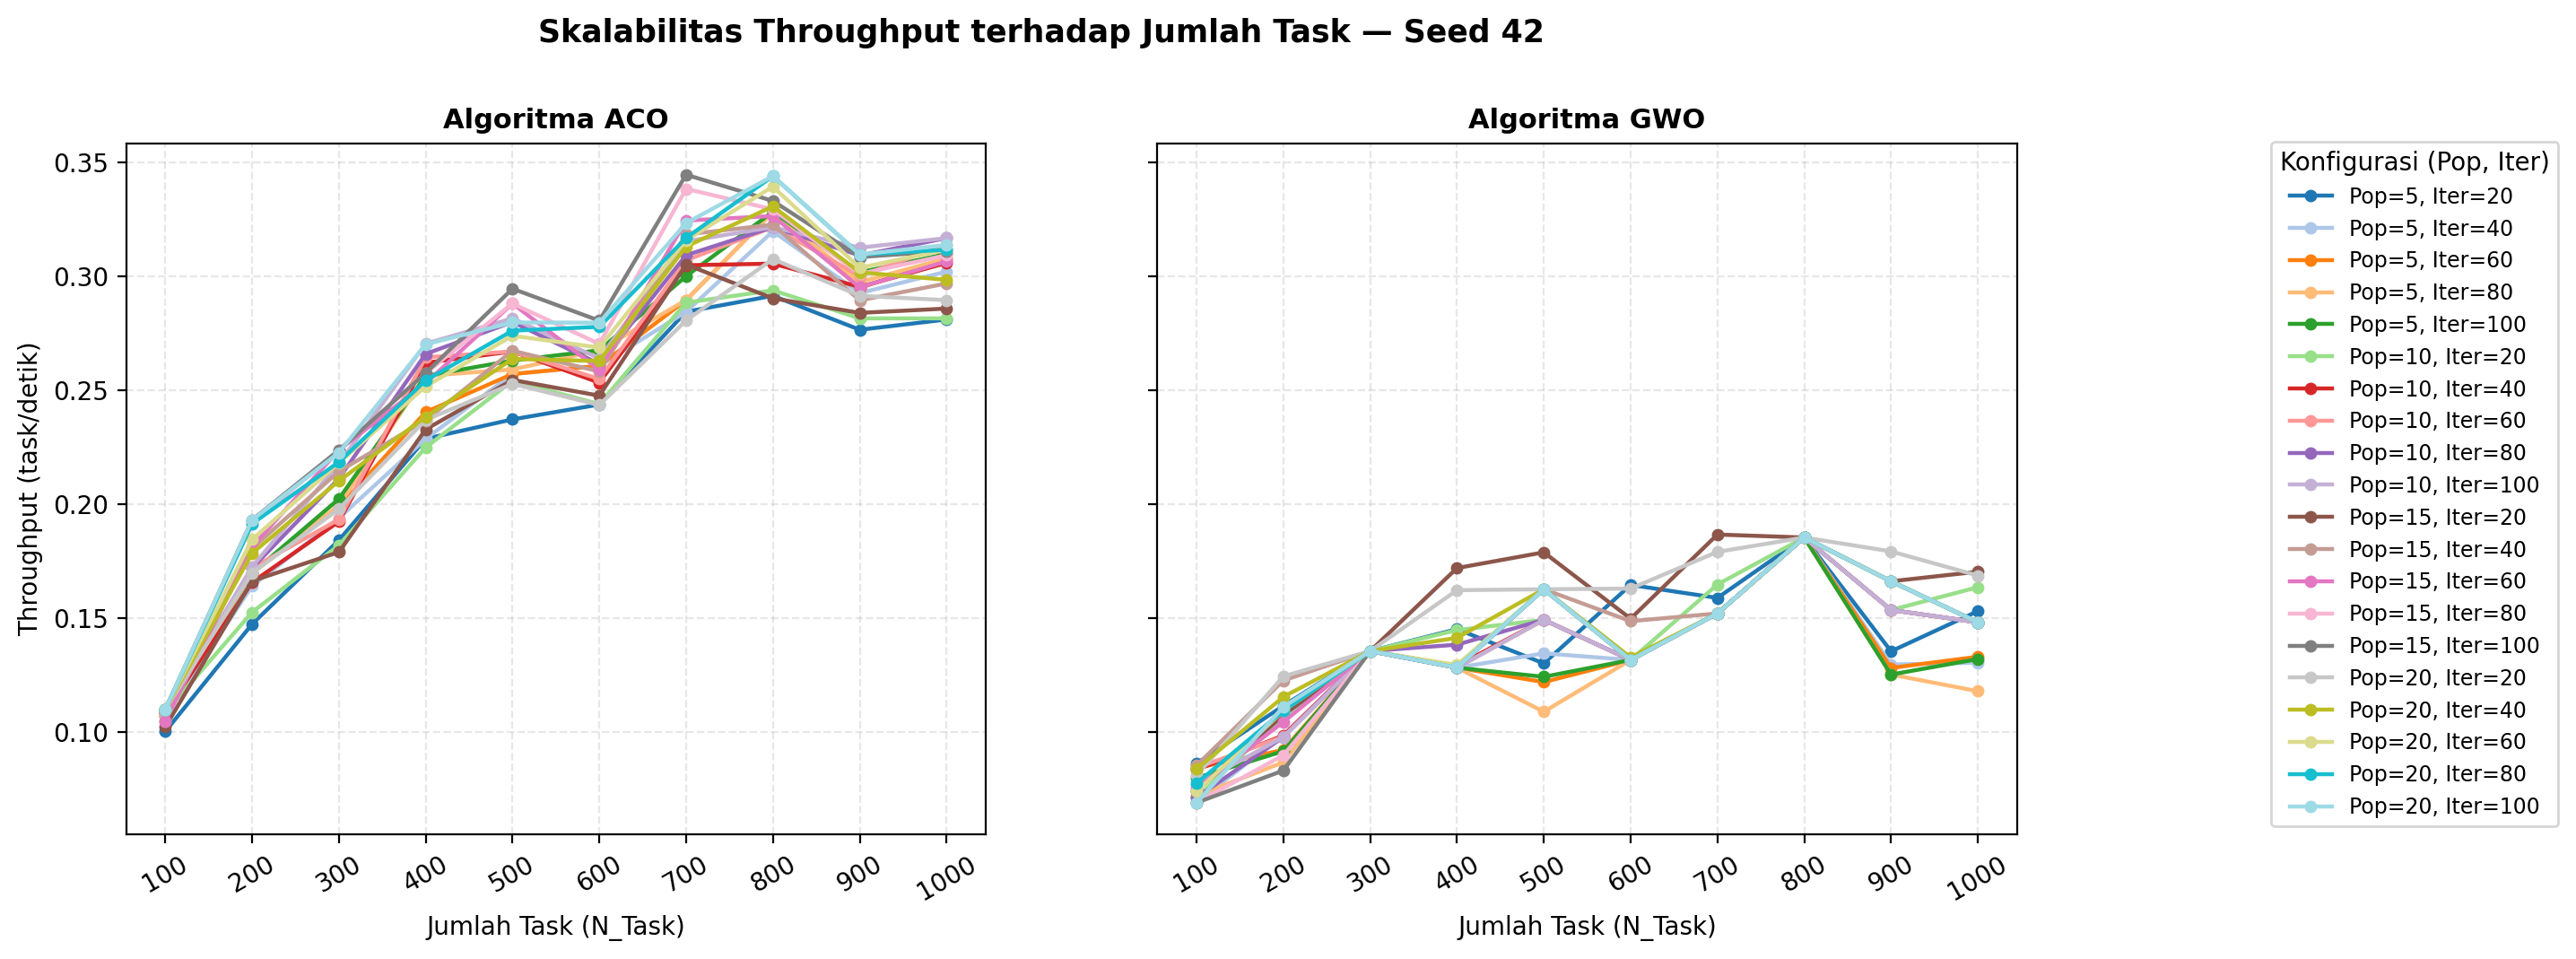 Skalabilitas Throughput terhadap Jumlah Task — Seed 42
Algoritma ACO
Throughput (task/detik)
0.35
0.30
0.25
0.20
0.15
0.10
100 200 300 400 500 600 700 800 900 1000
Jumlah Task (N_Task)
Algoritma GWO
100 200 300 400 500 600 700 800 900 1000
Jumlah Task (N_Task)
Konfigurasi (Pop, Iter)
Pop=5, Iter=20
Pop=5, Iter=40
Pop=5, Iter=60
Pop=5, Iter=80
Pop=5, Iter=100
Pop=10, Iter=20
Pop=10, Iter=40
Pop=10, Iter=60
Pop=10, Iter=80
Pop=10, Iter=100
Pop=15, Iter=20
Pop=15, Iter=40
Pop=15, Iter=60
Pop=15, Iter=80
Pop=15, Iter=100
Pop=20, Iter=20
Pop=20, Iter=40
Pop=20, Iter=60
Pop=20, Iter=80
Pop=20, Iter=100